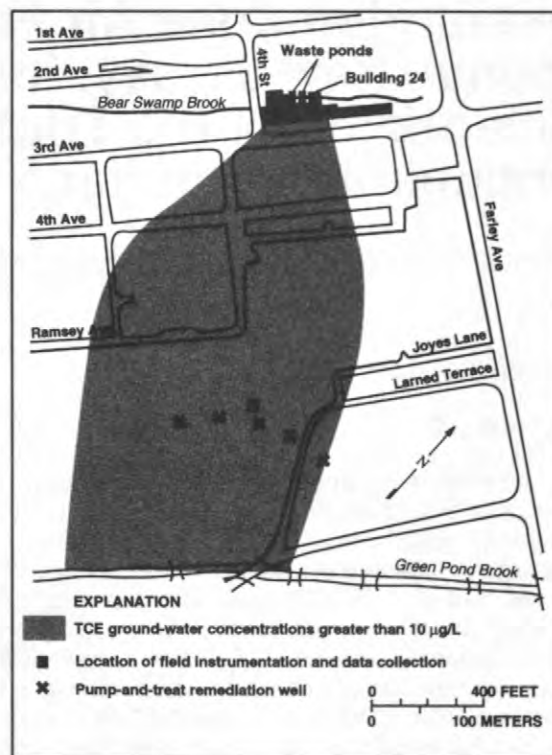 1st Ave
2nd Ave
4th St
Waste ponds
Building 24
Bear Swamp Brook
3rd Ave
4th Ave
Farley Ave
Ramsey Ave
Joyes Lane
Larned Terrace
N
Green Pond Brook
EXPLANATION
TCE ground-water concentrations greater than 10 µg/L
Location of field instrumentation and data collection
Pump-and-treat remediation well
0 400 FEET
0 100 METERS